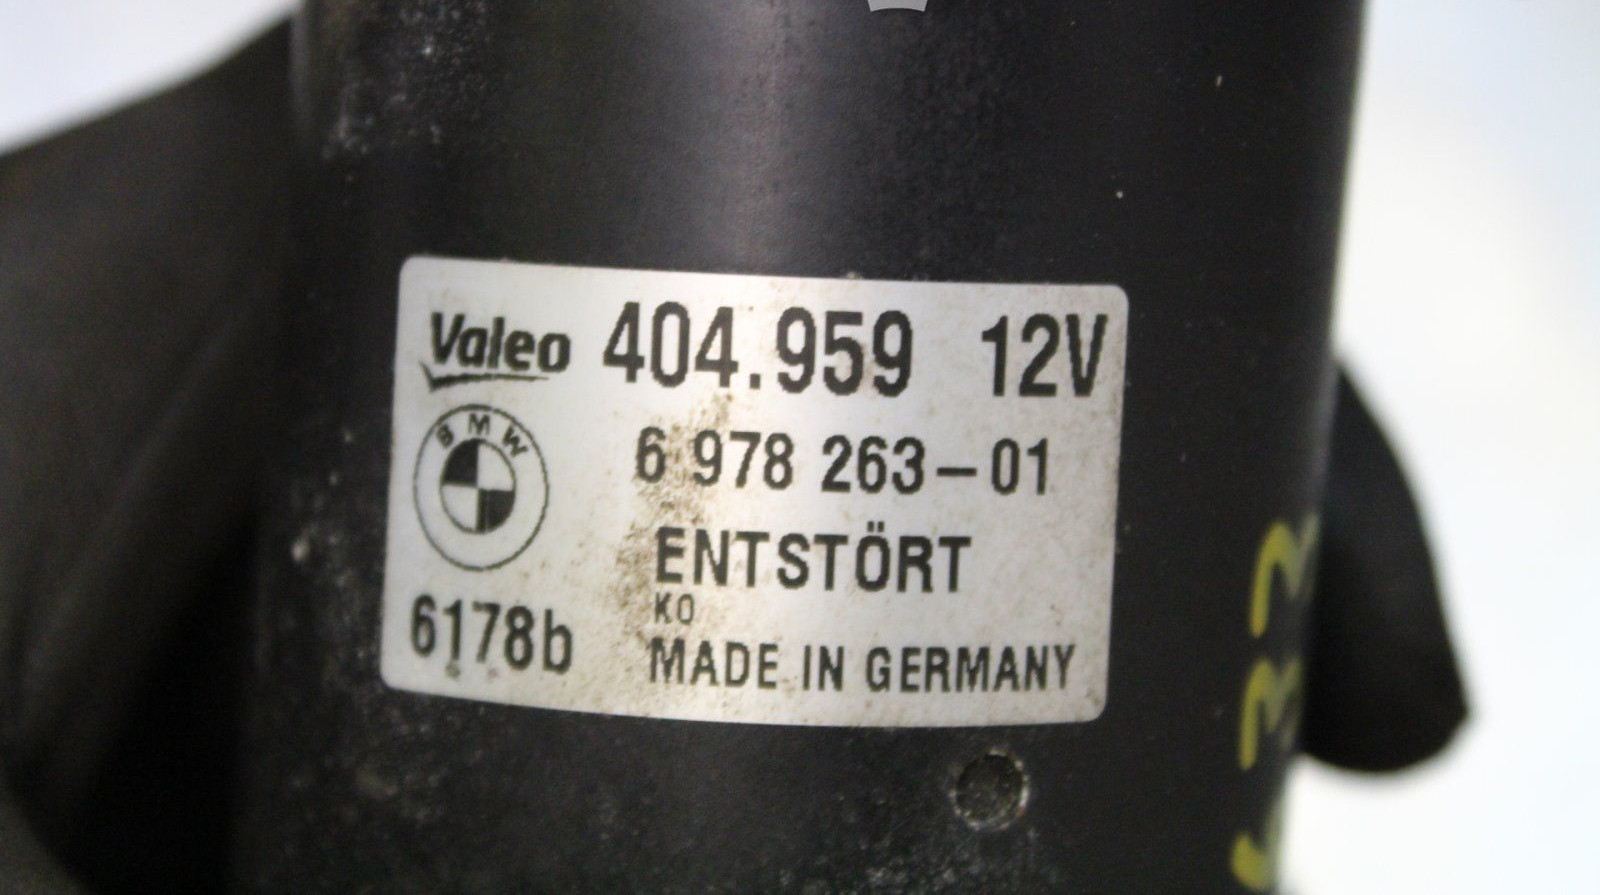 Valeo 404.959 12V
BMW
6 978 263-01
ENTSTÖRT
KO
6178b
MADE IN GERMANY